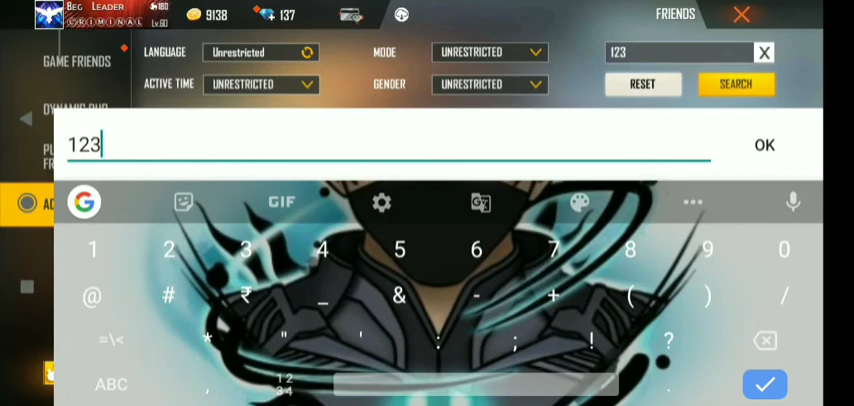 BEG LEADER
180
9138
137
FRIENDS
CRIMINAL
Lv.60
LANGUAGE
Unrestricted
MODE
UNRESTRICTED
123
X
GAME FRIENDS
ACTIVE TIME
UNRESTRICTED
GENDER
UNRESTRICTED
RESET
SEARCH
123
OK
G
GIF
1 2 3 4 5 6 7 8 9 0
@ # ₹ _ & - + ( ) /
=\< * " ' : ; ! ?
ABC , 12 .
34